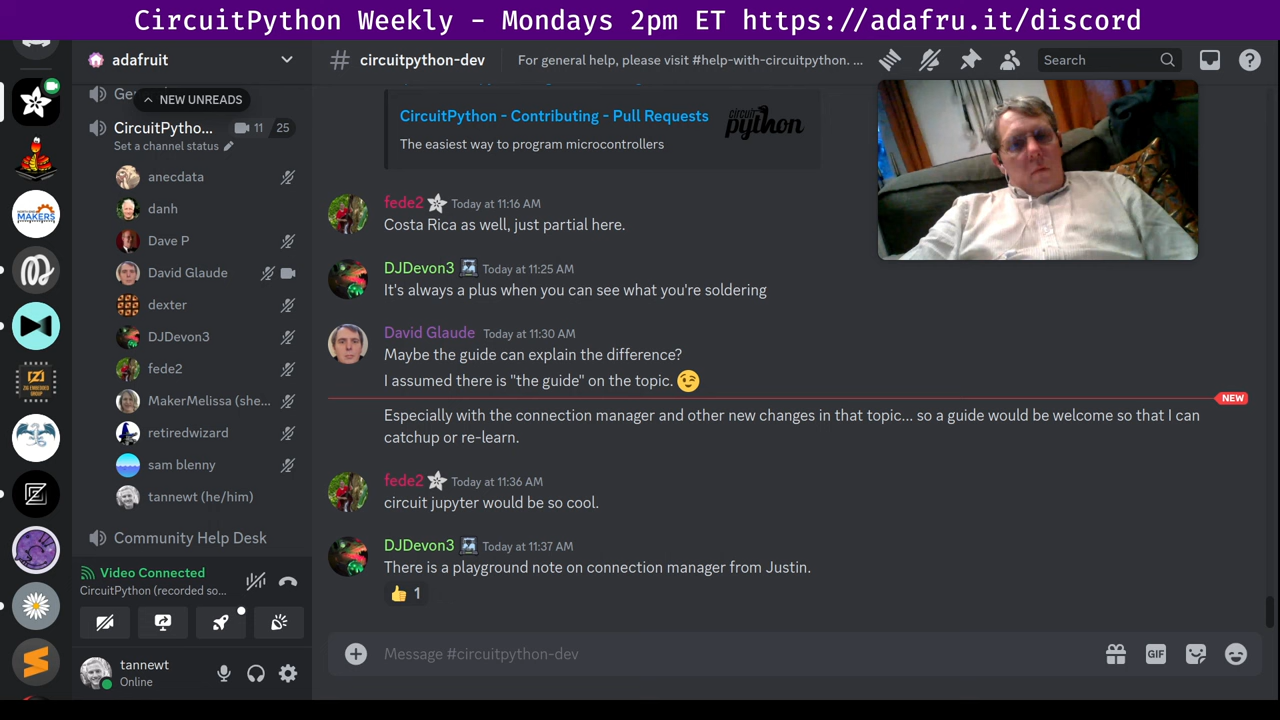 CircuitPython Weekly - Mondays 2pm ET https://adafru.it/discord
adafruit
# circuitpython-dev
For general help, please visit #help-with-circuitpython. ...
Search
Ge
NEW UNREADS
CircuitPytho...
11
25
Set a channel status
anecdata
danh
Dave P
David Glaude
dexter
DJDevon3
fede2
MakerMelissa (she...
retiredwizard
sam blenny
tannewt (he/him)
Community Help Desk
Video Connected
CircuitPython (recorded so...
tannewt
Online
CircuitPython - Contributing - Pull Requests
The easiest way to program microcontrollers
circuit
python
fede2 Today at 11:16 AM
Costa Rica as well, just partial here.
DJDevon3 Today at 11:25 AM
It's always a plus when you can see what you're soldering
David Glaude Today at 11:30 AM
Maybe the guide can explain the difference?
I assumed there is "the guide" on the topic. 😉
NEW
Especially with the connection manager and other new changes in that topic... so a guide would be welcome so that I can
catchup or re-learn.
fede2 Today at 11:36 AM
circuit jupyter would be so cool.
DJDevon3 Today at 11:37 AM
There is a playground note on connection manager from Justin.
👍 1
Message #circuitpython-dev
GIF